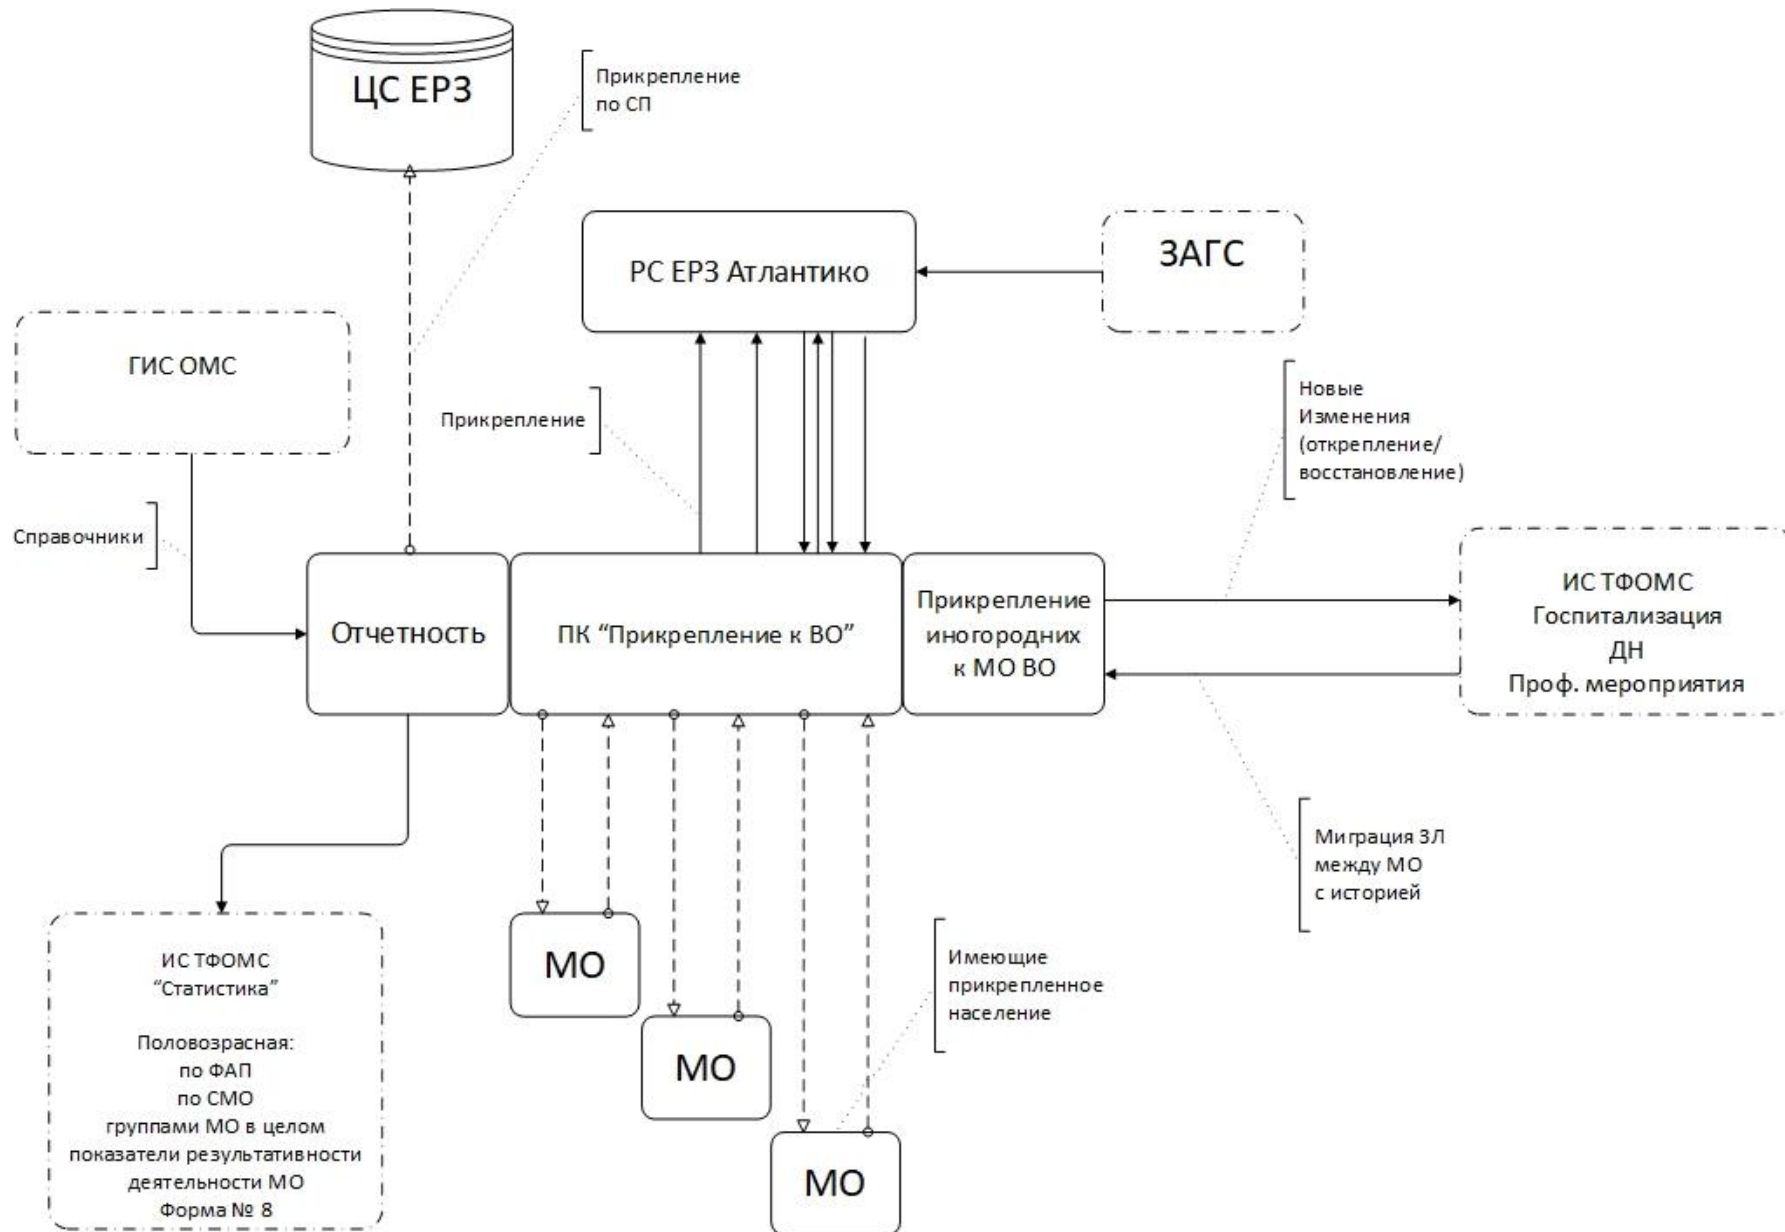 ЦС ЕРЗ
Прикрепление
по СП
РС ЕРЗ Атлантико
ЗАГС
ГИС ОМС
Прикрепление
Новые
Изменения
(открепление/
восстановление)
Справочники
Отчетность
ПК “Прикрепление к ВО”
Прикрепление
иногородних
к МО ВО
ИС ТФОМС
Госпитализация
ДН
Проф. мероприятия
Миграция ЗЛ
между МО
с историей
МО
МО
МО
Имеющие
прикрепленное
население
ИС ТФОМС
“Статистика”
Половозрасная:
по ФАП
по СМО
группами МО в целом
показатели результативности
деятельности МО
Форма № 8